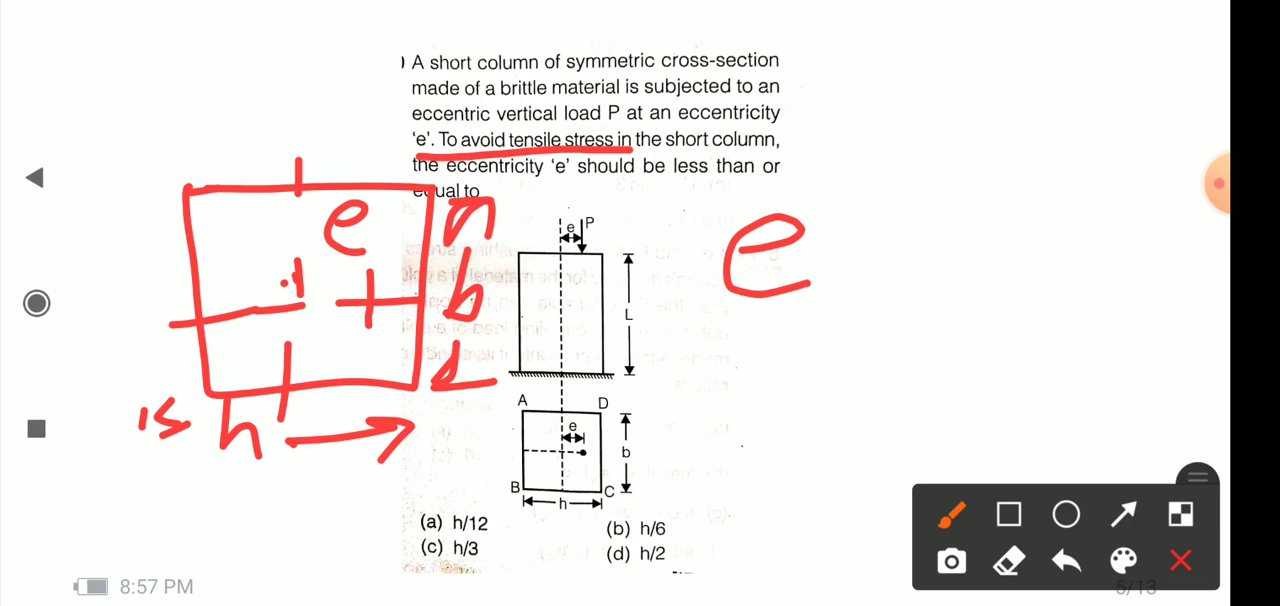 ) A short column of symmetric cross-section
made of a brittle material is subjected to an
eccentric vertical load P at an eccentricity
'e'. To avoid tensile stress in the short column,
the eccentricity 'e' should be less than or
equal to
e
e
e P
b
L
A D
e
b
B C
h
h
(a) h/12 (b) h/6
(c) h/3 (d) h/2
8:57 PM
5/13